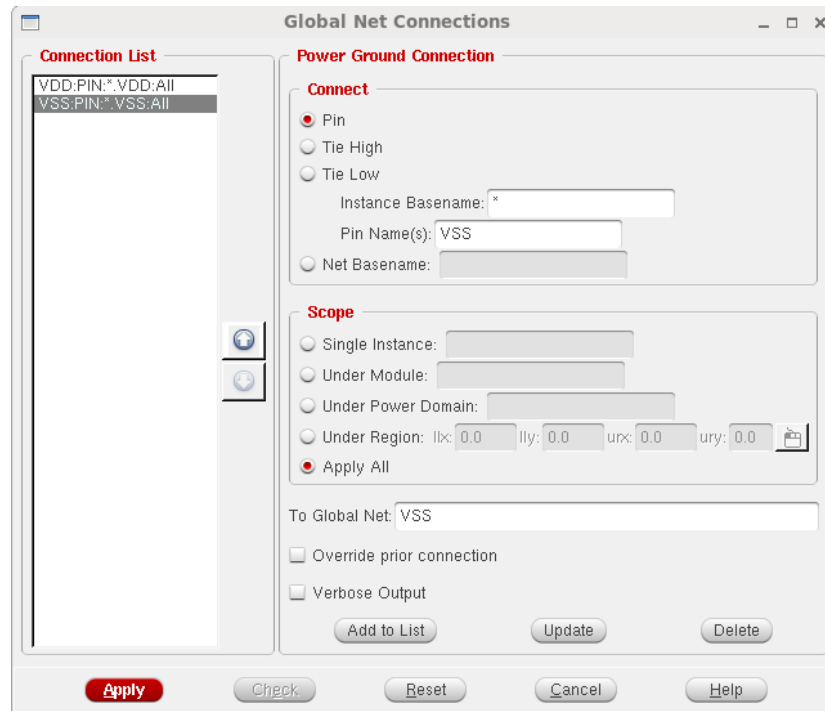 Global Net Connections
Connection List
VDD:PIN:*.VDD:All
VSS:PIN:*.VSS:All
Power Ground Connection
Connect
Pin
Tie High
Tie Low
Instance Basename: *
Pin Name(s): VSS
Net Basename:
Scope
Single Instance:
Under Module:
Under Power Domain:
Under Region: llx: 0.0 lly: 0.0 urx: 0.0 ury: 0.0
Apply All
To Global Net: VSS
Override prior connection
Verbose Output
Add to List Update Delete
Apply Check Reset Cancel Help